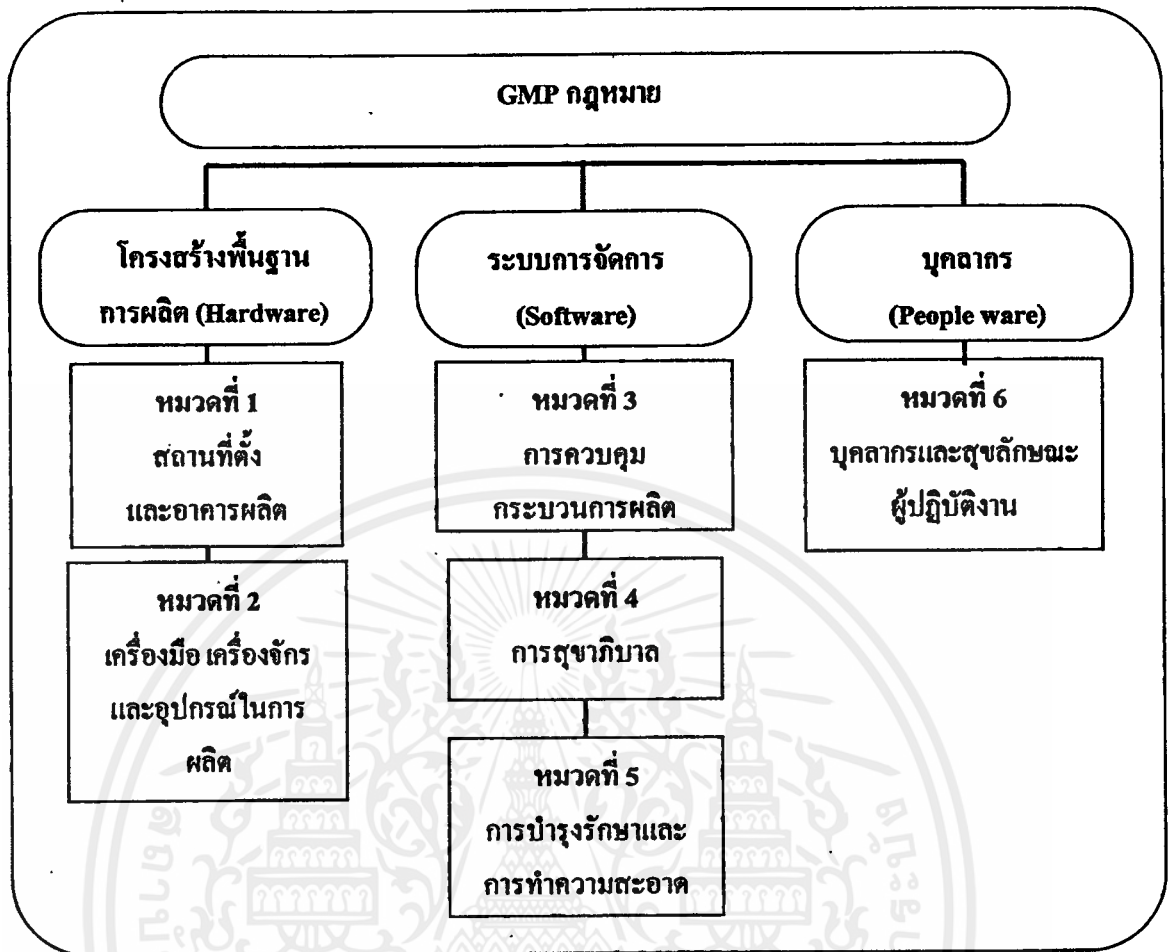 GMP กฎหมาย
โครงสร้างพื้นฐาน
การผลิต (Hardware)
ระบบการจัดการ
(Software)
บุคลากร
(People ware)
หมวดที่ 1
สถานที่ตั้ง
และอาคารผลิต
หมวดที่ 2
เครื่องมือ เครื่องจักร
และอุปกรณ์ในการ
ผลิต
หมวดที่ 3
การควบคุม
กระบวนการผลิต
หมวดที่ 4
การสุขาภิบาล
หมวดที่ 5
การบำรุงรักษาและ
การทำความสะอาด
หมวดที่ 6
บุคลากรและสุขลักษณะ
ผู้ปฏิบัติงาน